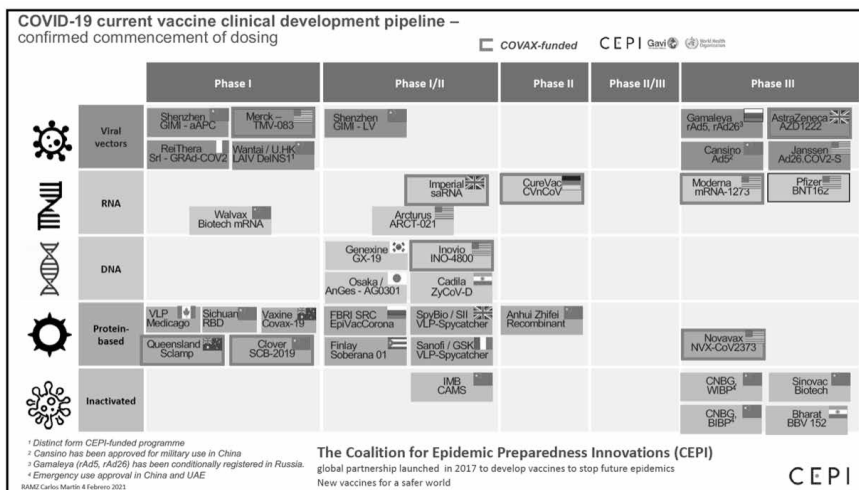 COVID-19 current vaccine clinical development pipeline –
confirmed commencement of dosing
COVAX-funded
CEPI Gavi World Health Organization
Phase I
Phase I/II
Phase II
Phase II/III
Phase III
Viral vectors
Shenzhen
GIMI - aAPC
Merck –
TMV-083
ReiThera
Srl - GRAd-COV2
Wantai / U.HK
LAIV DelNS1¹
Shenzhen
GIMI - LV
Gamaleya
rAd5, rAd26³
AstraZeneca
AZD1222
Cansino
Ad5²
Janssen
Ad26.COV2-S
RNA
Walvax
Biotech mRNA
Imperial
saRNA
Arcturus
ARCT-021
CureVac
CVnCoV
Moderna
mRNA-1273
Pfizer
BNT162
DNA
Genexine
GX-19
Inovio
INO-4800
Osaka /
AnGes - AG0301
Cadila
ZyCoV-D
Protein-based
VLP
Medicago
Sichuan
RBD
Vaxine
Covax-19
Queensland
Sclamp
Clover
SCB-2019
FBRI SRC
EpiVacCorona
SpyBio / SII
VLP-Spycatcher
Finlay
Soberana 01
Sanofi / GSK
VLP-Spycatcher
Anhui Zhifei
Recombinant
Novavax
NVX-CoV2373
Inactivated
IMB
CAMS
CNBG,
WIBP⁴
Sinovac
Biotech
CNBG,
BIBP⁴
Bharat
BBV 152
¹ Distinct form CEPI-funded programme
² Cansino has been approved for military use in China
³ Gamaleya (rAd5, rAd26) has been conditionally registered in Russia.
⁴ Emergency use approval in China and UAE
RAMZ Carlos Martín 4 Febrero 2021
The Coalition for Epidemic Preparedness Innovations (CEPI)
global partnership launched in 2017 to develop vaccines to stop future epidemics
New vaccines for a safer world
CEPI